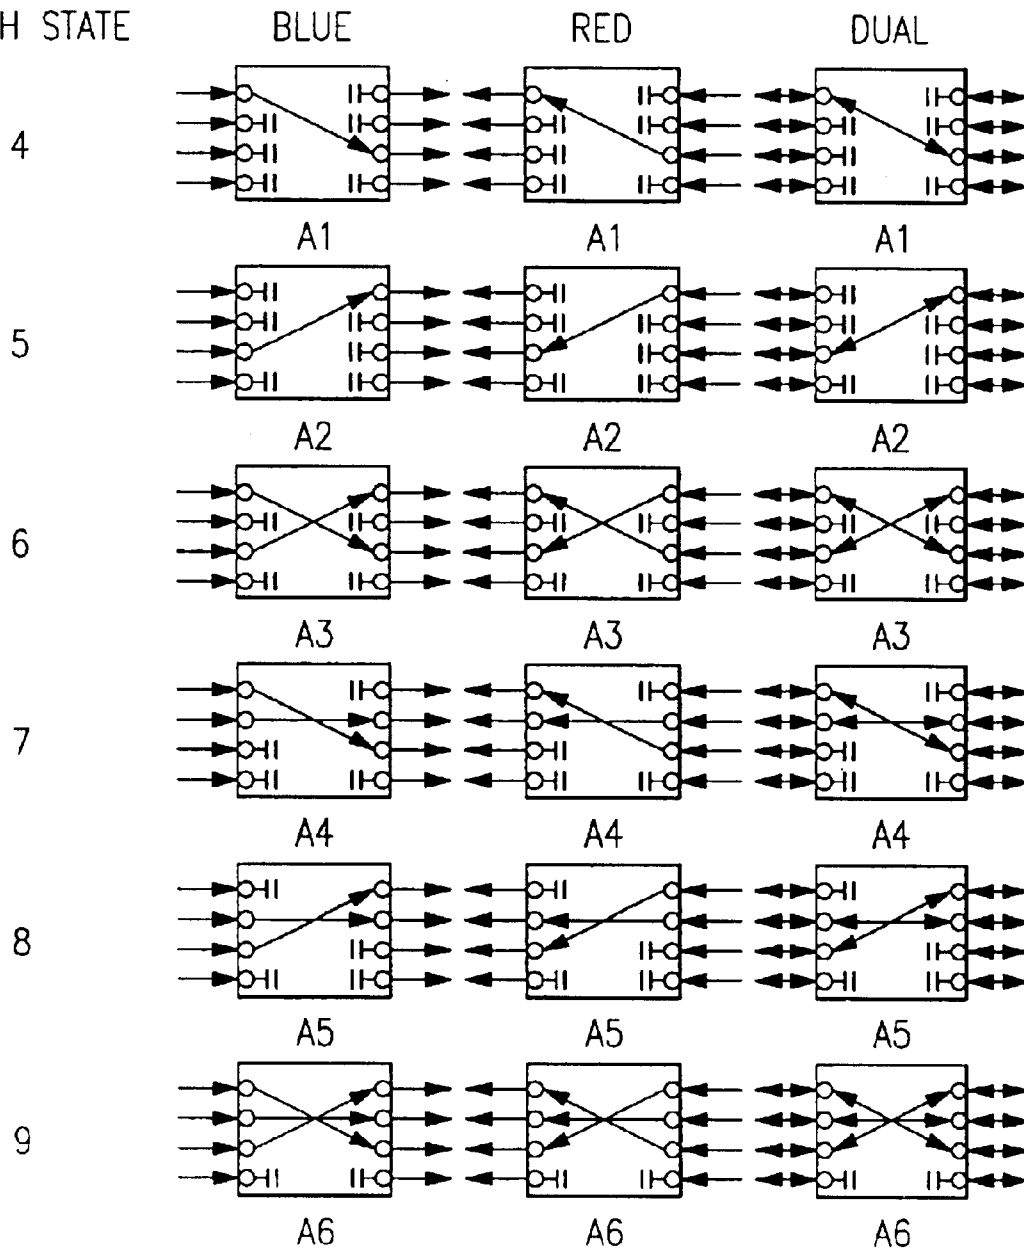 H STATE BLUE RED DUAL
4
A1 A1 A1
5
A2 A2 A2
6
A3 A3 A3
7
A4 A4 A4
8
A5 A5 A5
9
A6 A6 A6